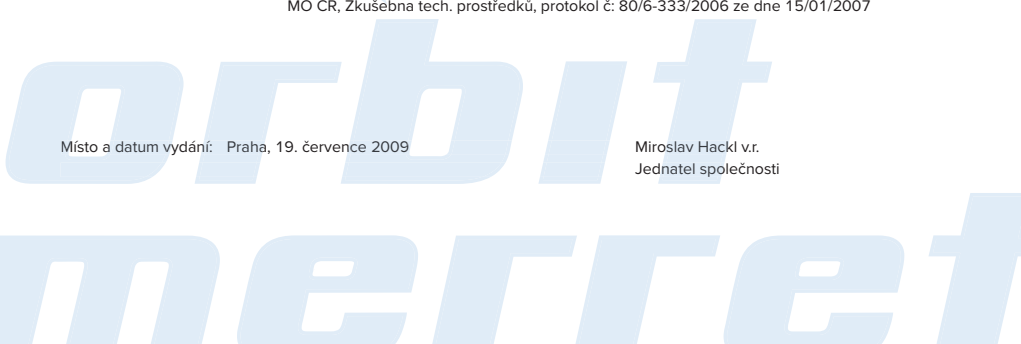 MO ČR, Zkušebna tech. prostředků, protokol č: 80/6-333/2006 ze dne 15/01/2007
orbit
Místo a datum vydání: Praha, 19. července 2009
Miroslav Hackl v.r.
Jednatel společnosti
merret